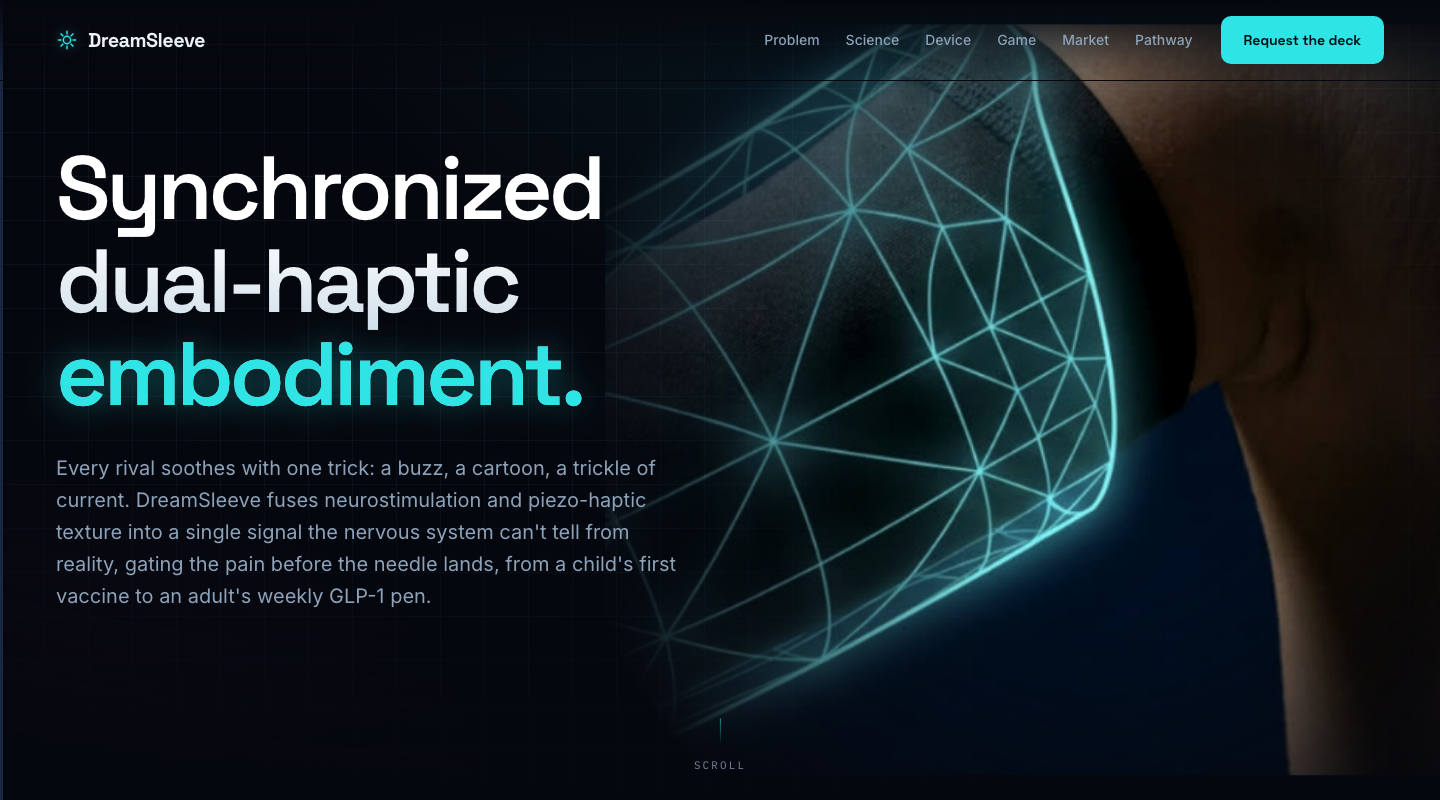 DreamSleeve
Problem Science Device Game Market Pathway Request the deck
Synchronized
dual-haptic
embodiment.
Every rival soothes with one trick: a buzz, a cartoon, a trickle of
current. DreamSleeve fuses neurostimulation and piezo-haptic
texture into a single signal the nervous system can't tell from
reality, gating the pain before the needle lands, from a child's first
vaccine to an adult's weekly GLP-1 pen.
SCROLL